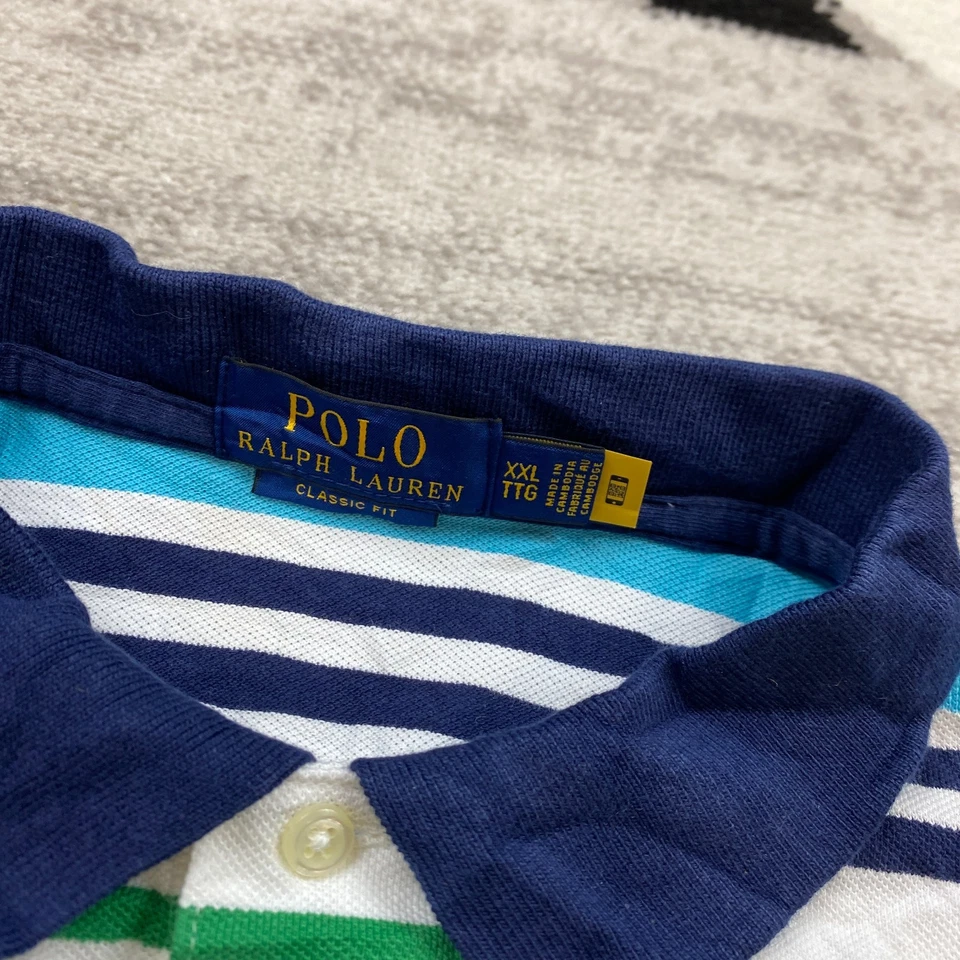 POLO
RALPH LAUREN
CLASSIC FIT
XXL
TTG
MADE IN
CAMBODIA
FABRIQUÉ AU
CAMBODGE